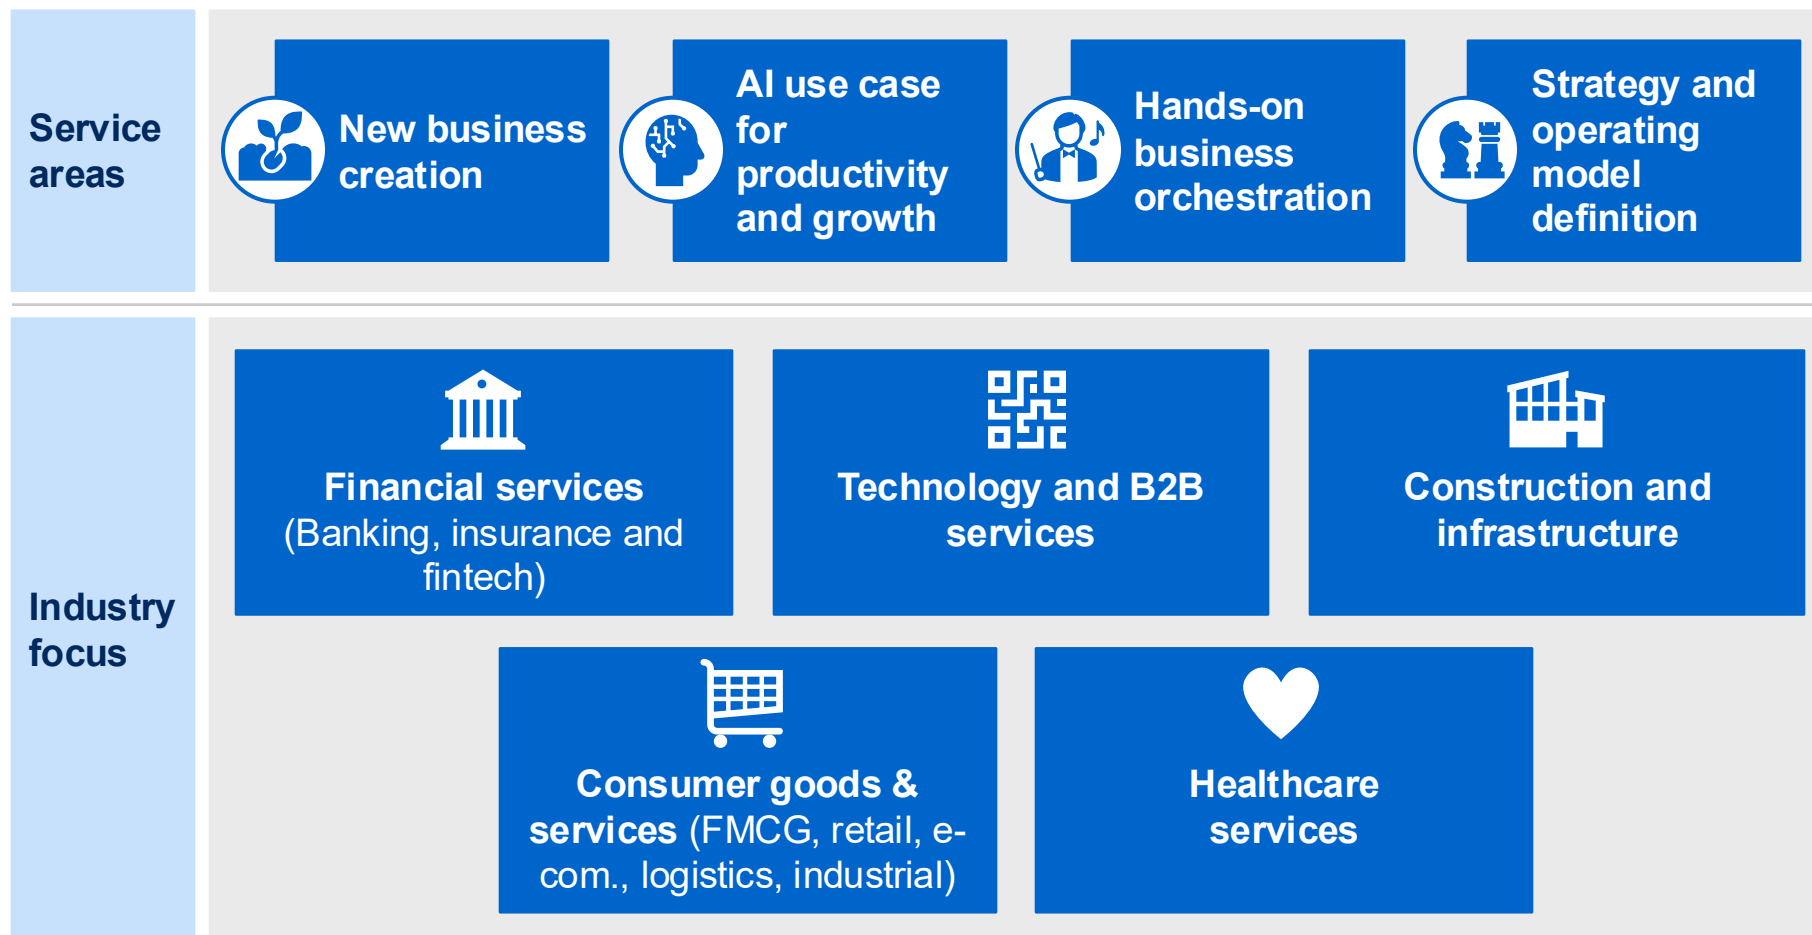 Service
areas
New business
creation
AI use case
for
productivity
and growth
Hands-on
business
orchestration
Strategy and
operating
model
definition
Industry
focus
Financial services
(Banking, insurance and
fintech)
Technology and B2B
services
Construction and
infrastructure
Consumer goods &
services (FMCG, retail, e-
com., logistics, industrial)
Healthcare
services